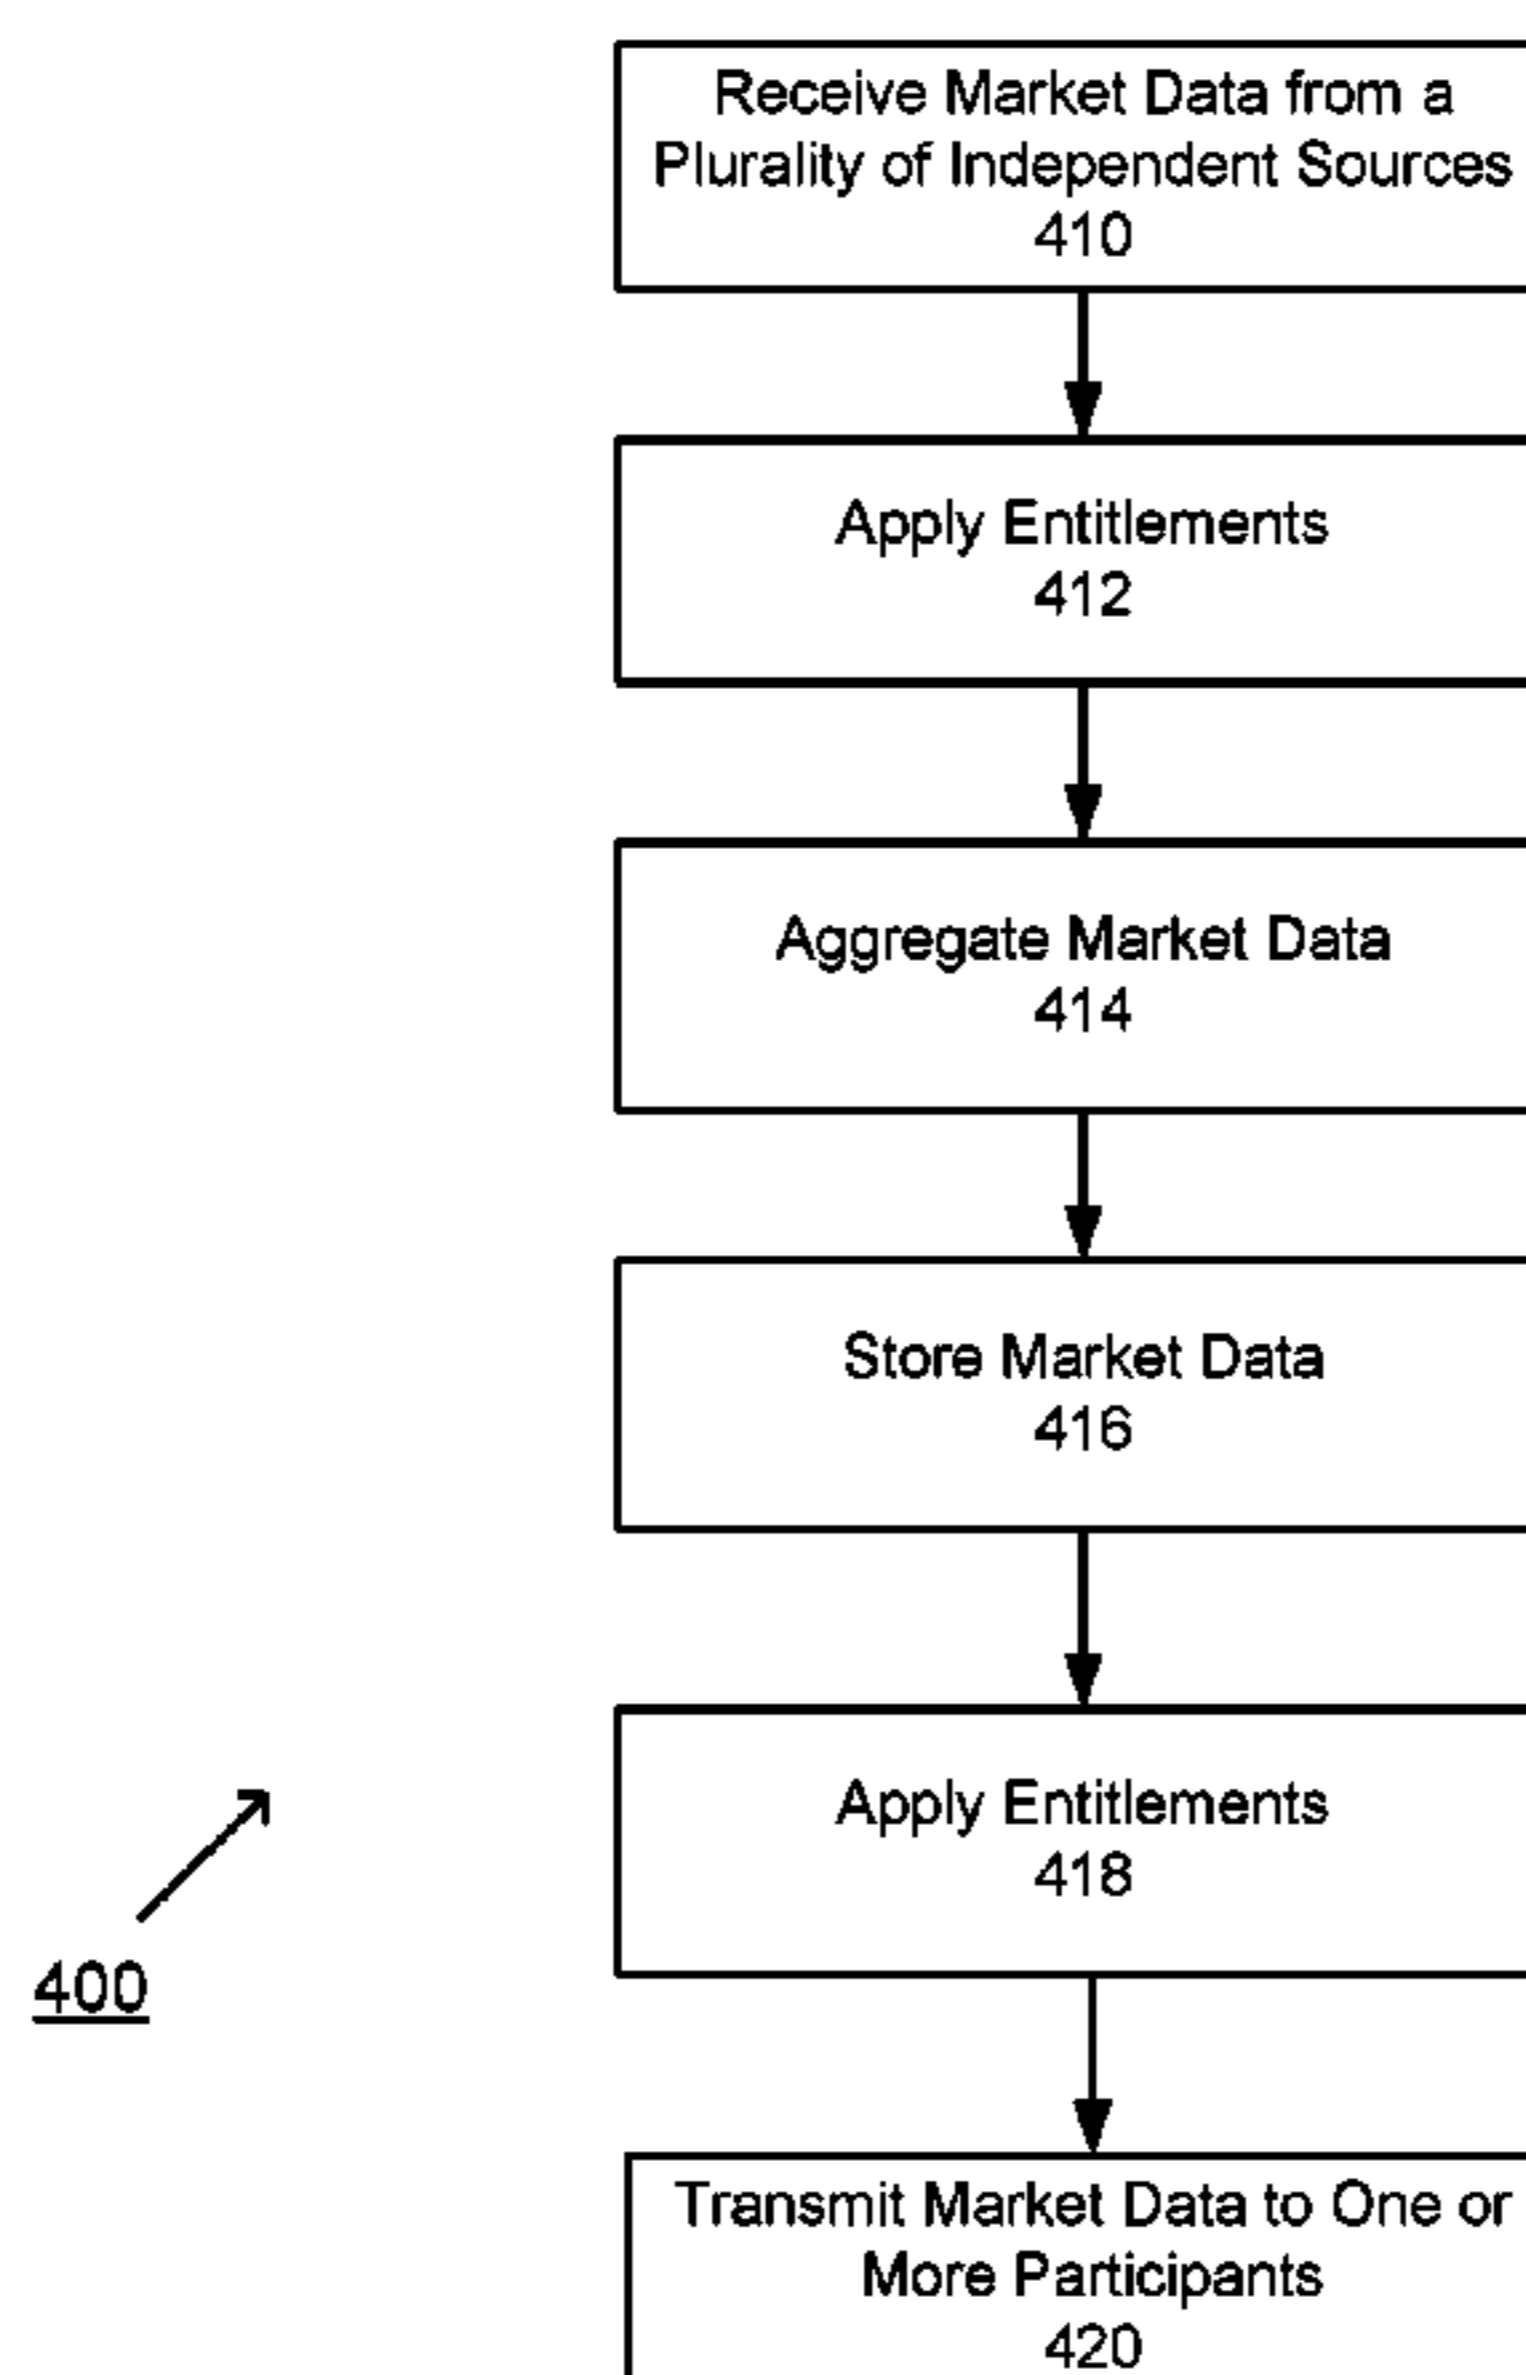 Receive Market Data from a
Plurality of Independent Sources
410
Apply Entitlements
412
Aggregate Market Data
414
Store Market Data
416
Apply Entitlements
418
400
Transmit Market Data to One or
More Participants
420